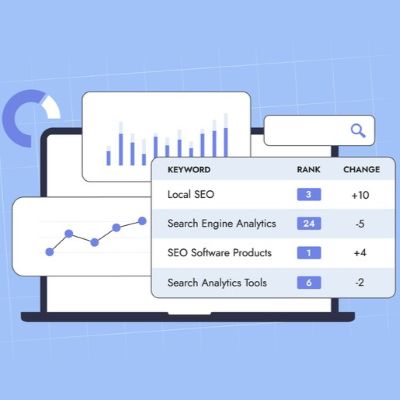 KEYWORD RANK CHANGE
Local SEO 3 +10
Search Engine Analytics 24 -5
SEO Software Products 1 +4
Search Analytics Tools 6 -2